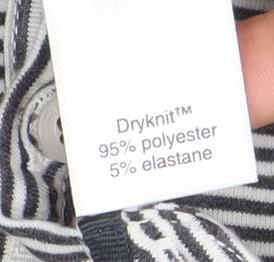 Dryknit™
95% polyester
5% elastane